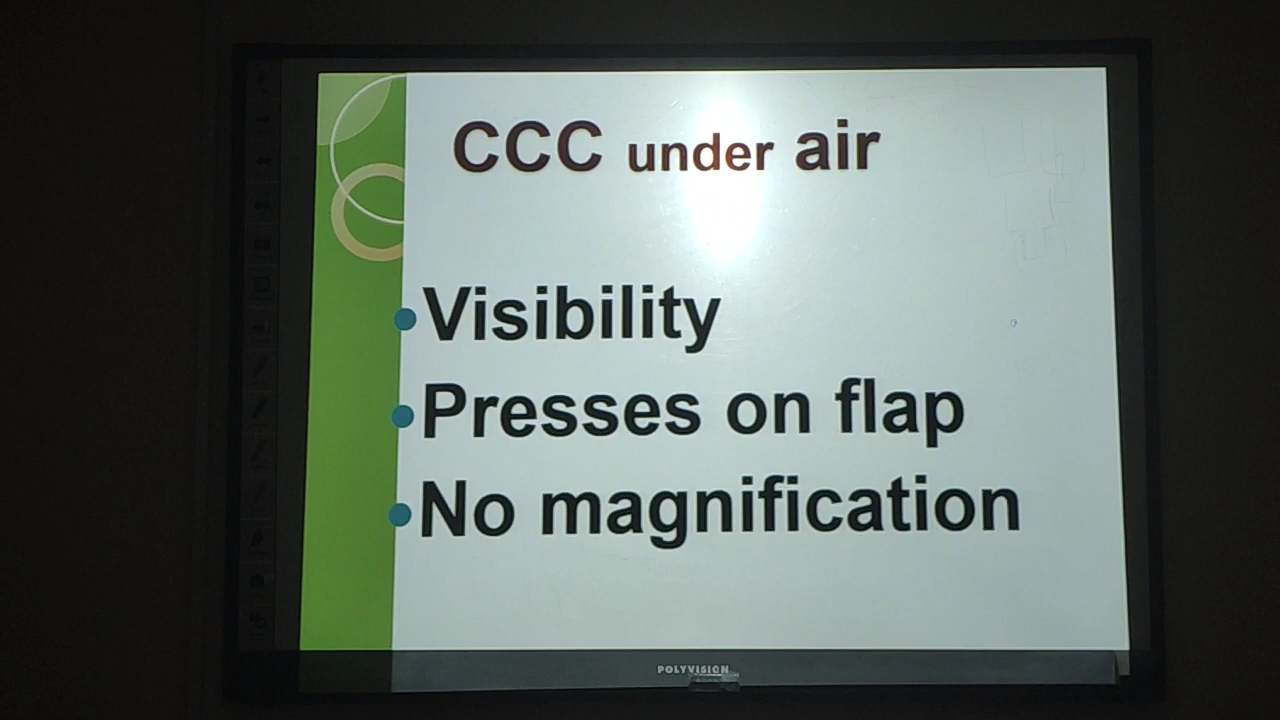 CCC under air
Visibility
Presses on flap
No magnification
POLYVISION